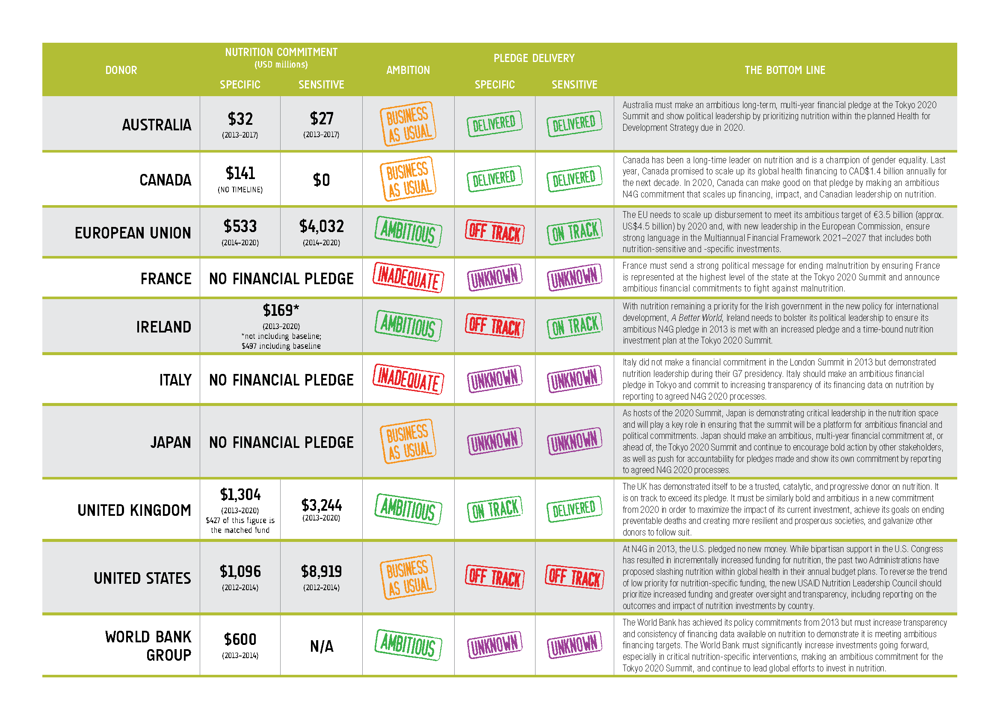 DONOR
NUTRITION COMMITMENT
(USD millions)
SPECIFIC
SENSITIVE
AMBITION
PLEDGE DELIVERY
SPECIFIC
SENSITIVE
THE BOTTOM LINE
AUSTRALIA
$32
(2013–2017)
$27
(2013–2017)
BUSINESS
AS USUAL
DELIVERED
DELIVERED
Australia must make an ambitious long-term, multi-year financial pledge at the Tokyo 2020
Summit and show political leadership by prioritizing nutrition within the planned Health for
Development Strategy due in 2020.
CANADA
$141
(NO TIMELINE)
$0
BUSINESS
AS USUAL
DELIVERED
DELIVERED
Canada has been a long-time leader on nutrition and is a champion of gender equality. Last
year, Canada promised to scale up its global health financing to CAD$1.4 billion annually for
the next decade. In 2020, Canada can make good on that pledge by making an ambitious
N4G commitment that scales up financing, impact, and Canadian leadership on nutrition.
EUROPEAN UNION
$533
(2014-2020)
$4,032
(2014-2020)
AMBITIOUS
OFF TRACK
ON TRACK
The EU needs to scale up disbursement to meet its ambitious target of €3.5 billion (approx.
US$4.5 billion) by 2020 and, with new leadership in the European Commission, ensure
strong language in the Multiannual Financial Framework 2021–2027 that includes both
nutrition-sensitive and -specific investments.
FRANCE
NO FINANCIAL PLEDGE
INADEQUATE
UNKNOWN
UNKNOWN
France must send a strong political message for ending malnutrition by ensuring France
is represented at the highest level of the state at the Tokyo 2020 Summit and announce
ambitious financial commitments to fight against malnutrition.
IRELAND
$169*
(2013-2020)
*not including baseline;
$497 including baseline
AMBITIOUS
OFF TRACK
ON TRACK
With nutrition remaining a priority for the Irish government in the new policy for international
development, A Better World, Ireland needs to bolster its political leadership to ensure its
ambitious N4G pledge in 2013 is met with an increased pledge and a time-bound nutrition
investment plan at the Tokyo 2020 Summit.
ITALY
NO FINANCIAL PLEDGE
INADEQUATE
UNKNOWN
UNKNOWN
Italy did not make a financial commitment in the London Summit in 2013 but demonstrated
nutrition leadership during their G7 presidency. Italy should make an ambitious financial
pledge in Tokyo and commit to increasing transparency of its financing data on nutrition by
reporting to agreed N4G 2020 processes.
JAPAN
NO FINANCIAL PLEDGE
BUSINESS
AS USUAL
UNKNOWN
UNKNOWN
As hosts of the 2020 Summit, Japan is demonstrating critical leadership in the nutrition space
and will play a key role in ensuring that the summit will be a platform for ambitious financial and
political commitments. Japan should make an ambitious, multi-year financial commitment at, or
ahead of, the Tokyo 2020 Summit and continue to encourage bold action by other stakeholders,
as well as push for accountability for pledges made and show its own commitment by reporting
to agreed N4G 2020 processes.
UNITED KINGDOM
$1,304
(2013-2020)
$427 of this figure is
the matched fund
$3,244
(2013-2020)
AMBITIOUS
ON TRACK
DELIVERED
The UK has demonstrated itself to be a trusted, catalytic, and progressive donor on nutrition. It
is on track to exceed its pledge. It must be similarly bold and ambitious in a new commitment
from 2020 in order to maximize the impact of its current investment, achieve its goals on ending
preventable deaths and creating more resilient and prosperous societies, and galvanize other
donors to follow suit.
UNITED STATES
$1,096
(2012-2014)
$8,919
(2012-2014)
BUSINESS
AS USUAL
OFF TRACK
OFF TRACK
At N4G in 2013, the U.S. pledged no new money. While bipartisan support in the U.S. Congress
has resulted in incrementally increased funding for nutrition, the past two Administrations have
proposed slashing nutrition within global health in their annual budget plans. To reverse the trend
of low priority for nutrition-specific funding, the new USAID Nutrition Leadership Council should
prioritize increased funding and greater oversight and transparency, including reporting on the
outcomes and impact of nutrition investments by country.
WORLD BANK
GROUP
$600
(2013-2014)
N/A
AMBITIOUS
UNKNOWN
UNKNOWN
The World Bank has achieved its policy commitments from 2013 but must increase transparency
and consistency of financing data available on nutrition to demonstrate it is meeting ambitious
financing targets. The World Bank must significantly increase investments going forward,
especially in critical nutrition-specific interventions, making an ambitious commitment for the
Tokyo 2020 Summit, and continue to lead global efforts to invest in nutrition.